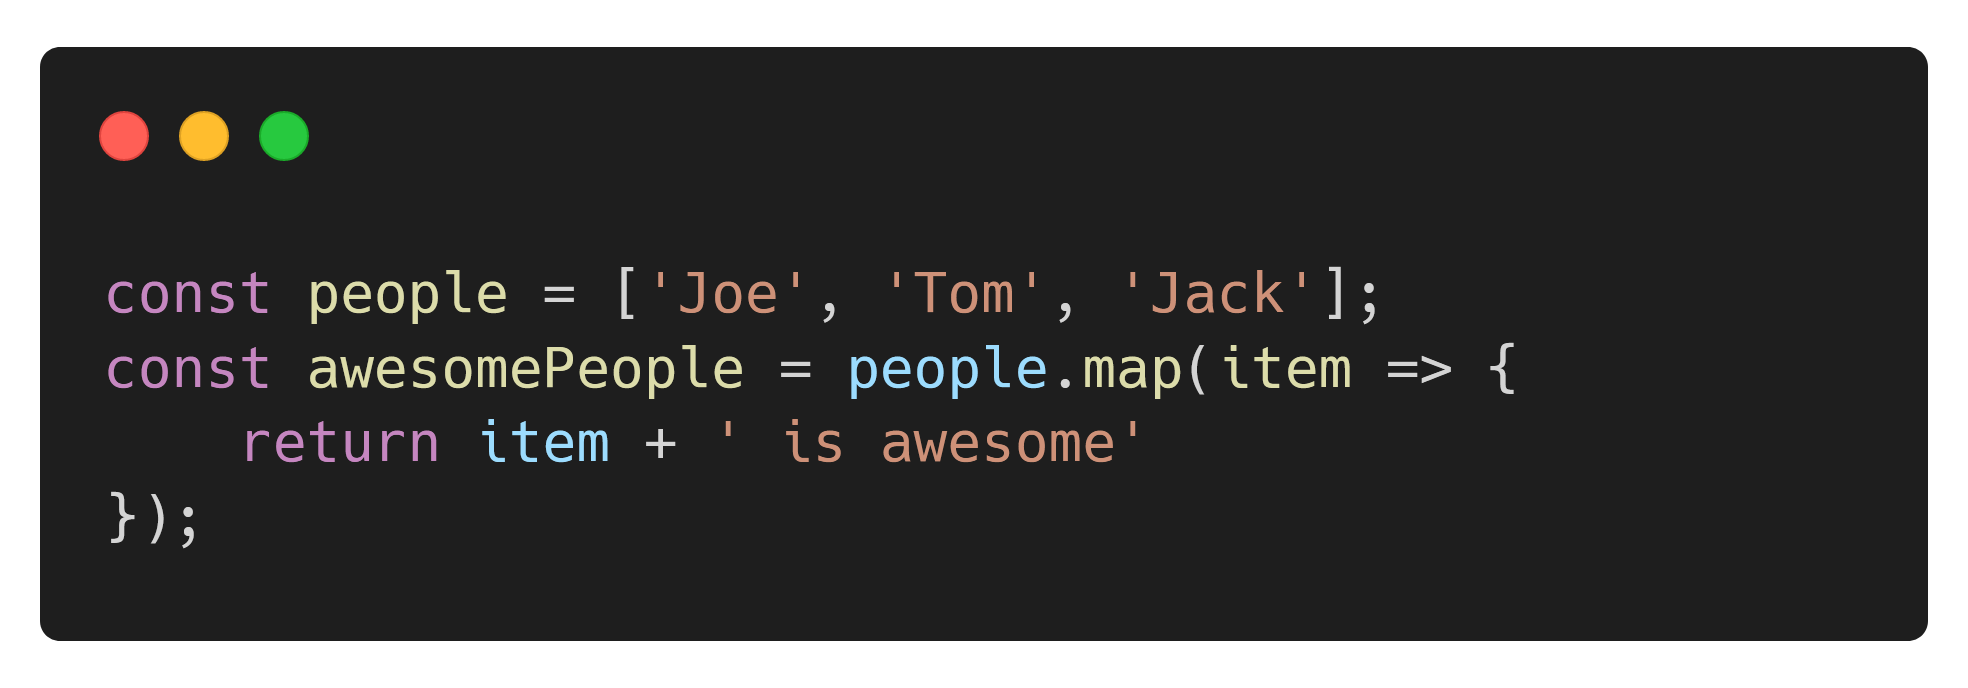 const people = ['Joe', 'Tom', 'Jack'];
const awesomePeople = people.map(item => {
    return item + ' is awesome'
});